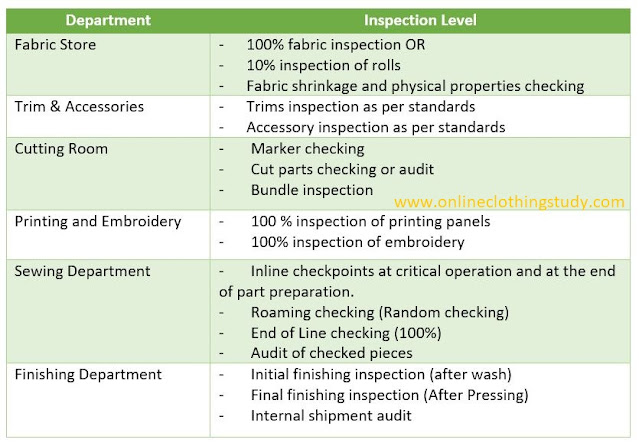 Department Inspection Level
Fabric Store - 100% fabric inspection OR
- 10% inspection of rolls
- Fabric shrinkage and physical properties checking
Trim & Accessories - Trims inspection as per standards
- Accessory inspection as per standards
Cutting Room - Marker checking
- Cut parts checking or audit
- Bundle inspection
www.onlineclothingstudy.com
Printing and Embroidery - 100 % inspection of printing panels
- 100% inspection of embroidery
Sewing Department - Inline checkpoints at critical operation and at the end
of part preparation.
- Roaming checking (Random checking)
- End of Line checking (100%)
- Audit of checked pieces
Finishing Department - Initial finishing inspection (after wash)
- Final finishing inspection (After Pressing)
- Internal shipment audit